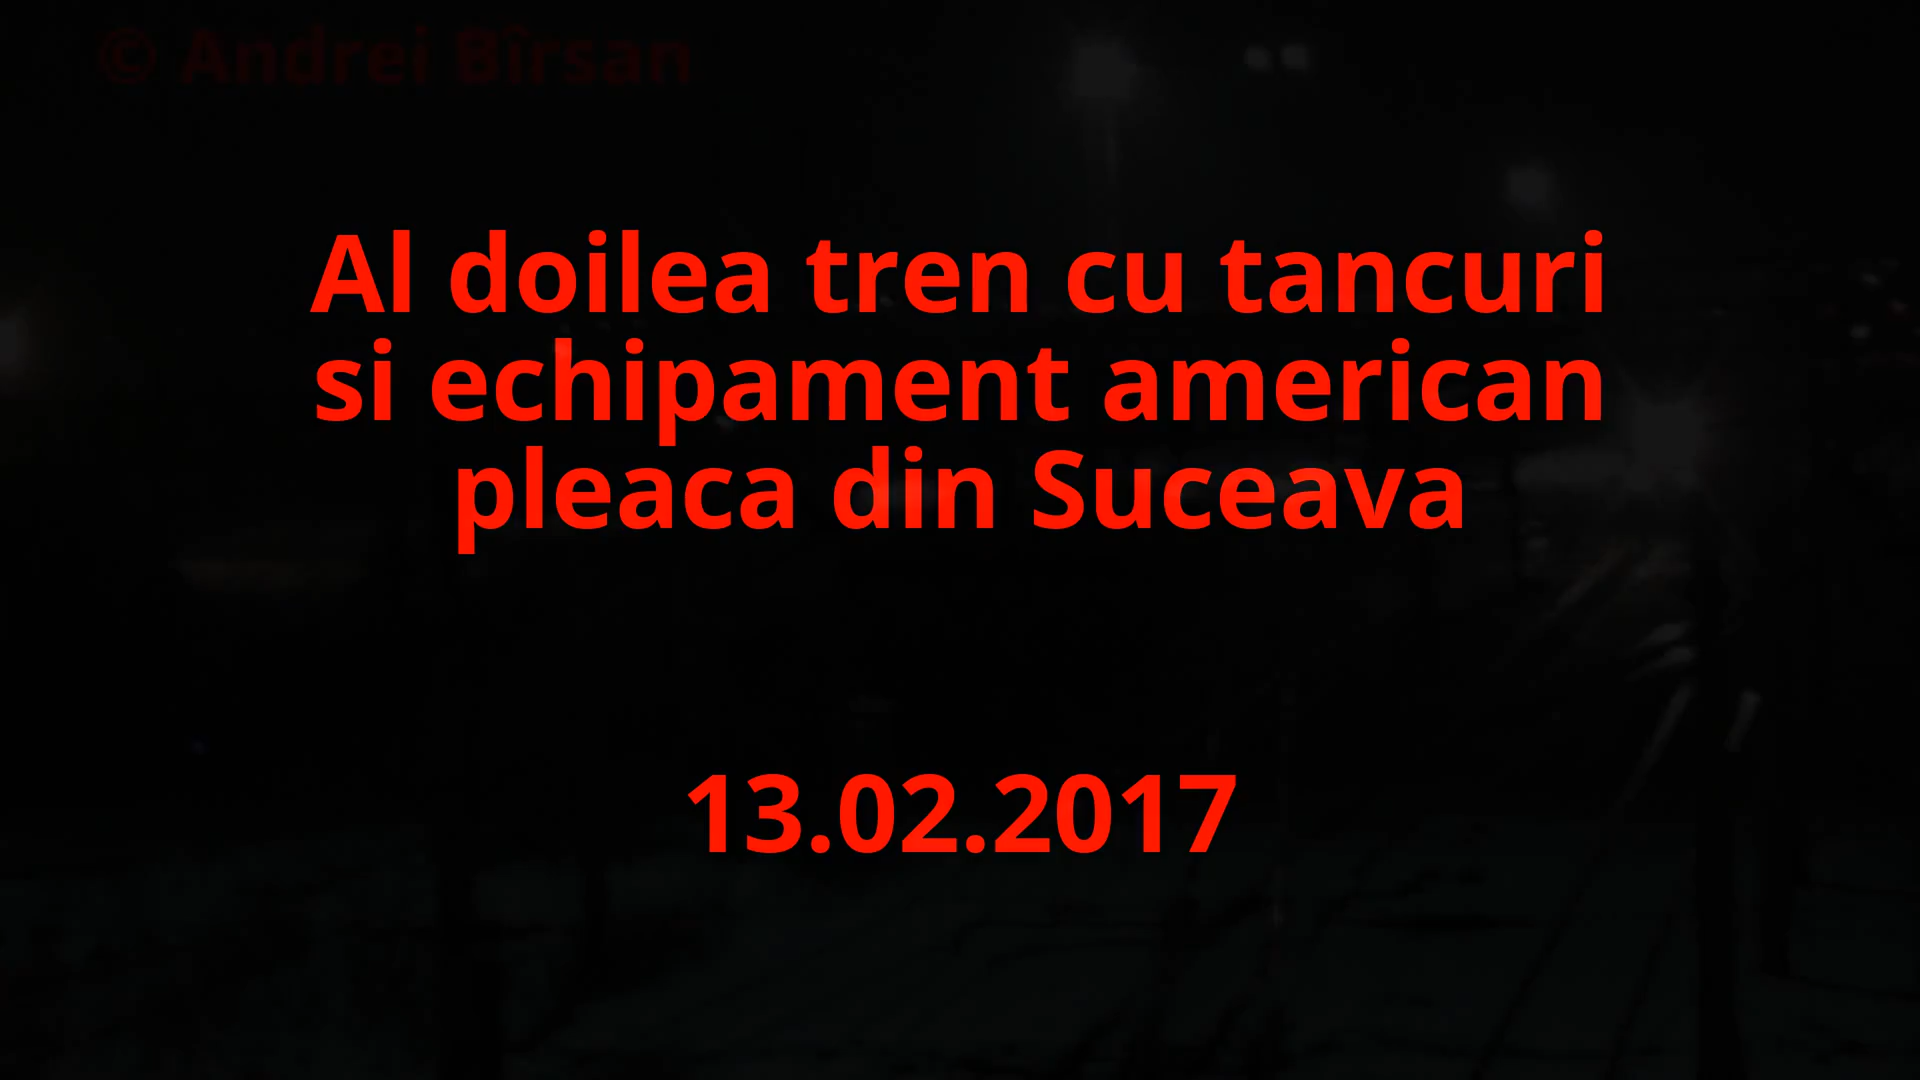 © Andrei Bîrsan
Al doilea tren cu tancuri
si echipament american
pleaca din Suceava
13.02.2017